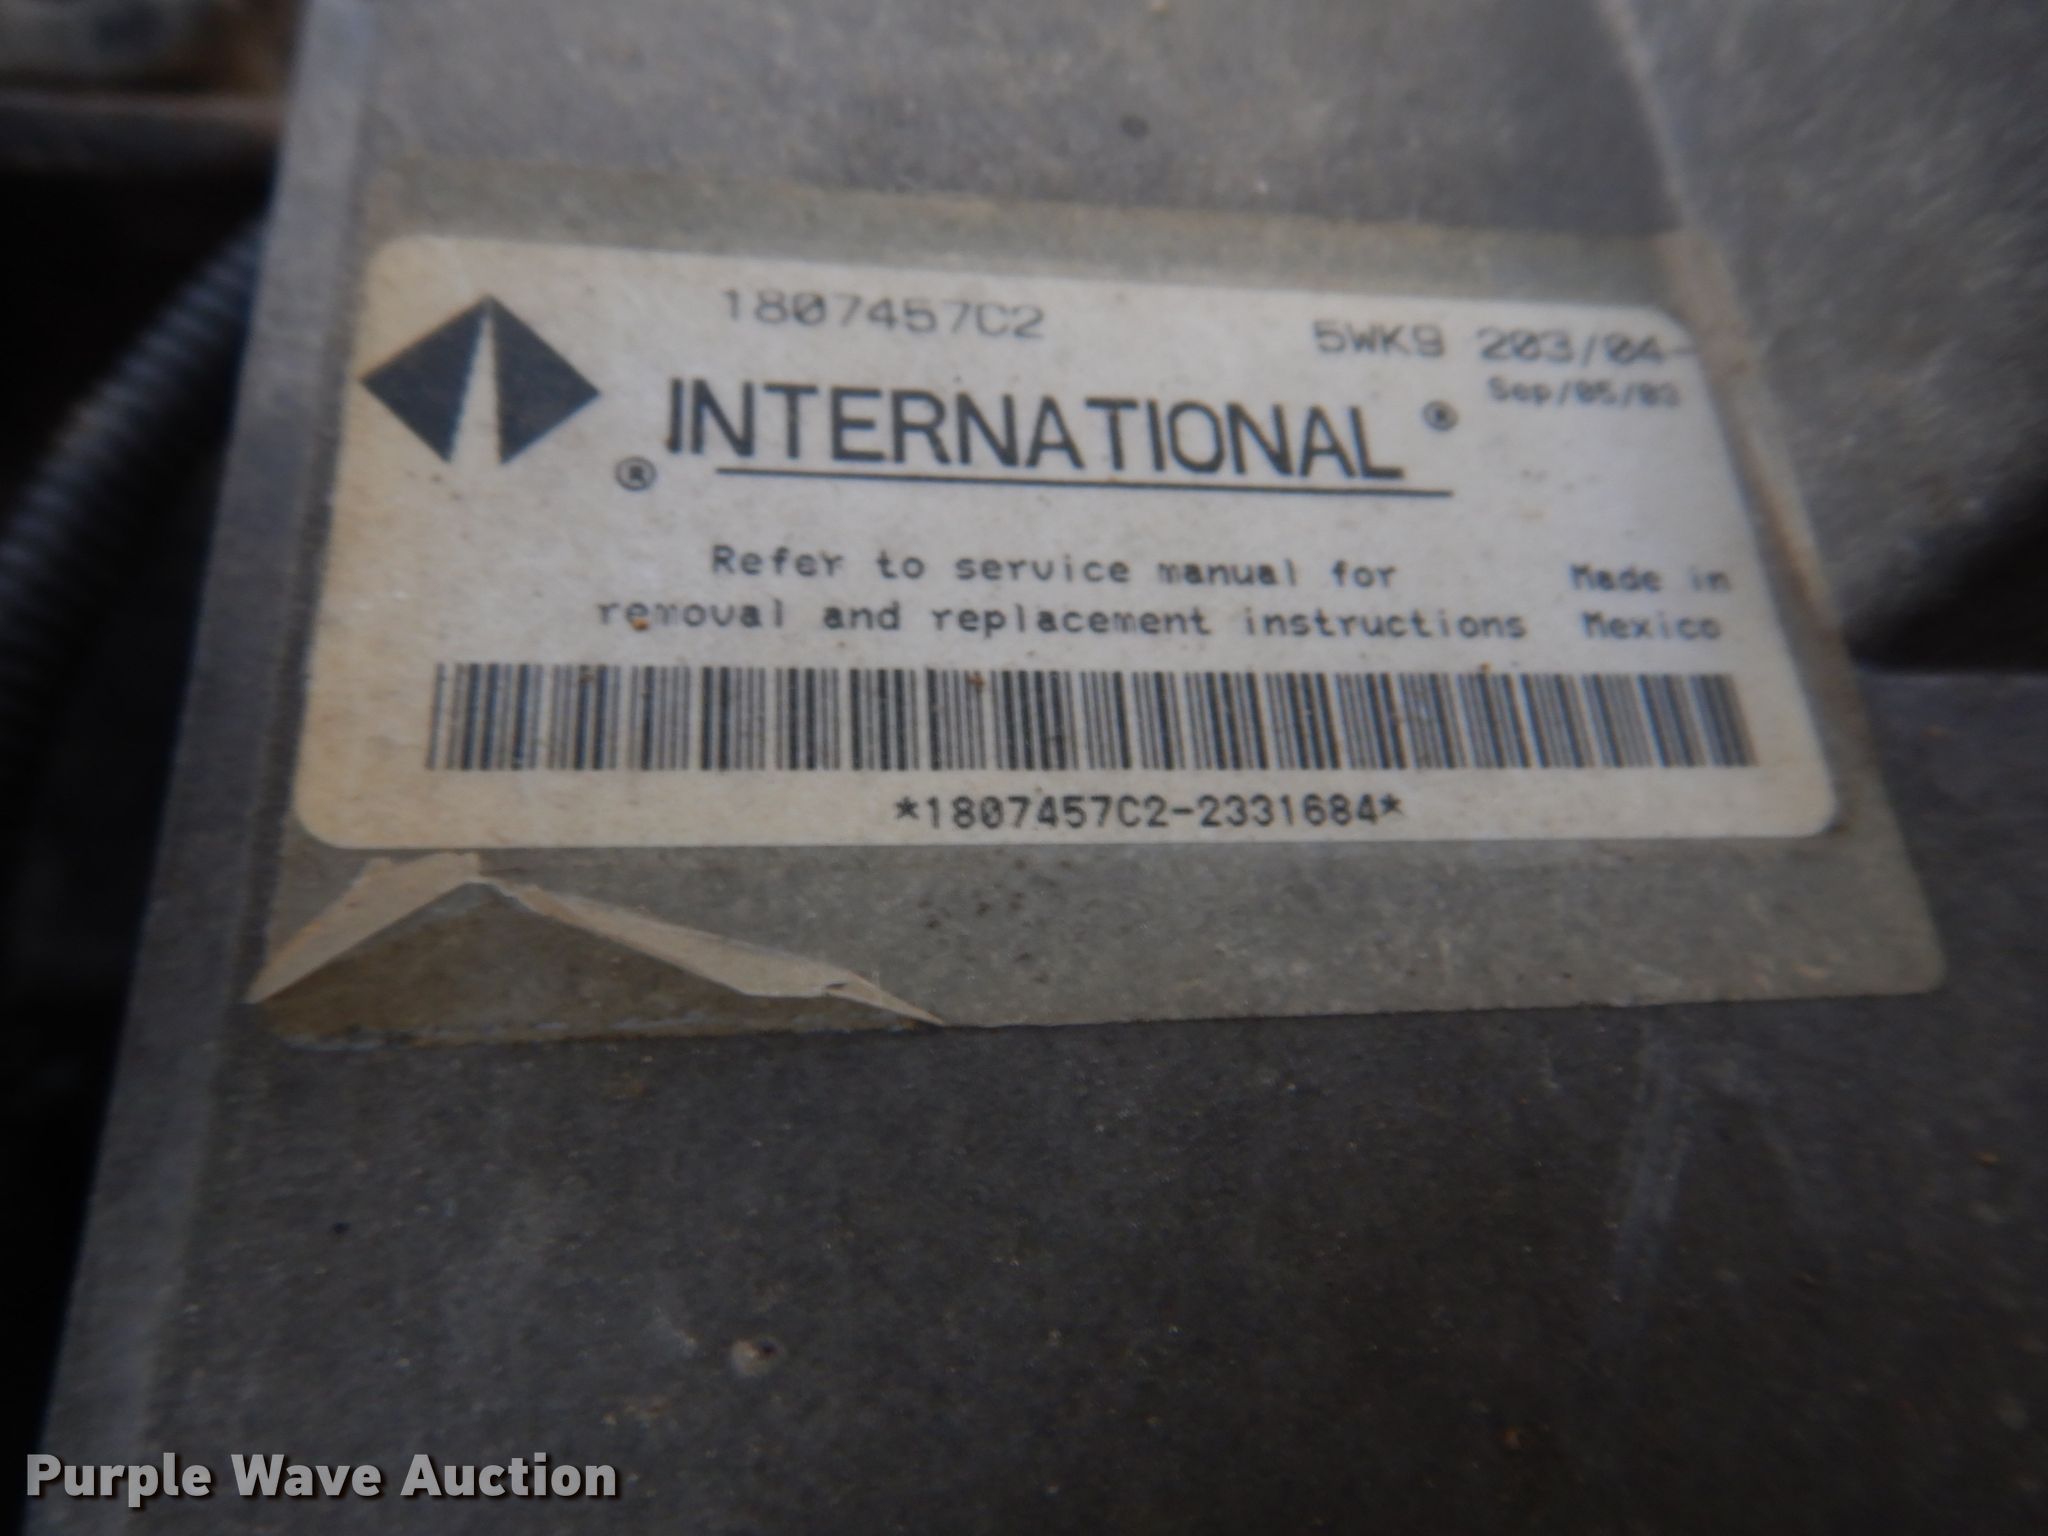 1807457C2
5WK9 203/04-
Sep/05/03
® INTERNATIONAL ®
Refer to service manual for
removal and replacement instructions
Made in
Mexico
*1807457C2-2331684*
Purple Wave Auction